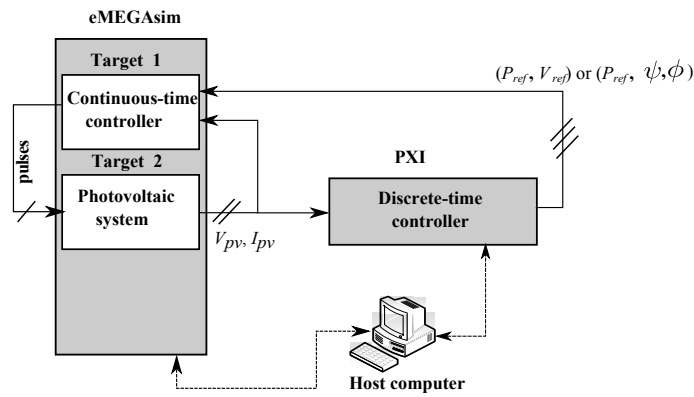 eMEGAsim
Target 1
Continuous-time
controller
pulses
Target 2
Photovoltaic
system
V_pv, I_pv
(P_ref, V_ref) or (P_ref, ψ,ϕ)
PXI
Discrete-time
controller
Host computer